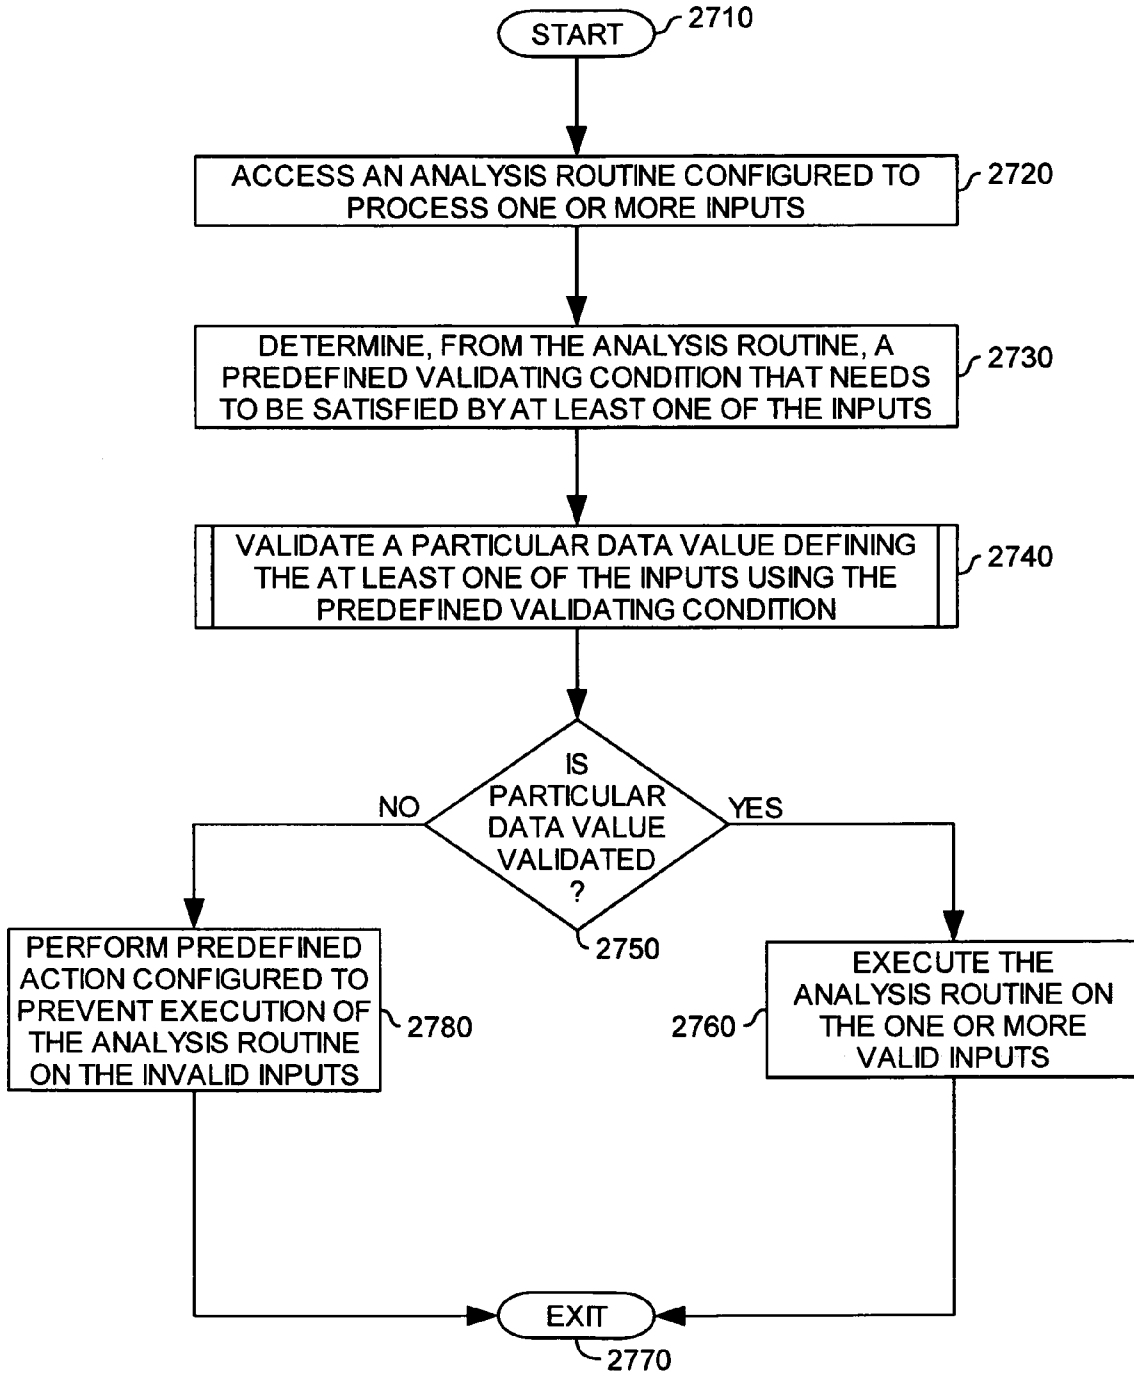 START
2710
ACCESS AN ANALYSIS ROUTINE CONFIGURED TO
PROCESS ONE OR MORE INPUTS
2720
DETERMINE, FROM THE ANALYSIS ROUTINE, A
PREDEFINED VALIDATING CONDITION THAT NEEDS
TO BE SATISFIED BY AT LEAST ONE OF THE INPUTS
2730
VALIDATE A PARTICULAR DATA VALUE DEFINING
THE AT LEAST ONE OF THE INPUTS USING THE
PREDEFINED VALIDATING CONDITION
2740
IS
PARTICULAR
DATA VALUE
VALIDATED
?
2750
NO
YES
PERFORM PREDEFINED
ACTION CONFIGURED TO
PREVENT EXECUTION OF
THE ANALYSIS ROUTINE
ON THE INVALID INPUTS
2780
2760
EXECUTE THE
ANALYSIS ROUTINE ON
THE ONE OR MORE
VALID INPUTS
EXIT
2770